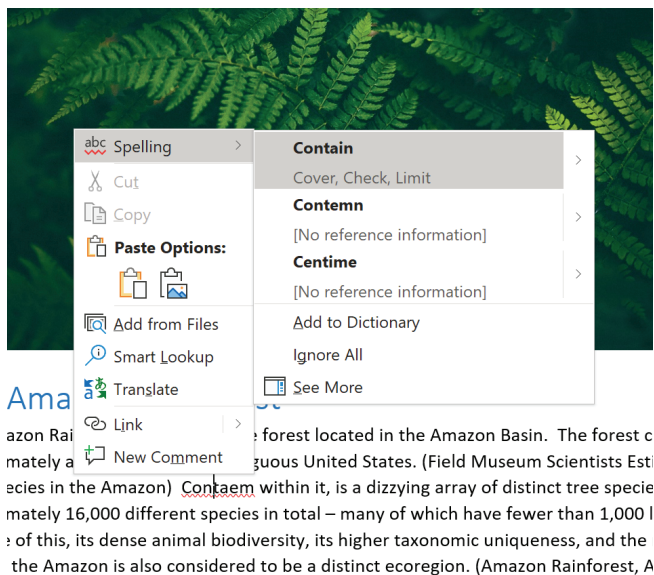 abc Spelling
Cut
Copy
Paste Options:
Add from Files
Smart Lookup
Translate
Link
New Comment
Contain
Cover, Check, Limit
Contemn
[No reference information]
Centime
[No reference information]
Add to Dictionary
Ignore All
See More
Ama st
azon Rai e forest located in the Amazon Basin. The forest c
mately a guous United States. (Field Museum Scientists Esti
ecies in the Amazon) Contaem within it, is a dizzying array of distinct tree specie
mately 16,000 different species in total – many of which have fewer than 1,000 l
e of this, its dense animal biodiversity, its higher taxonomic uniqueness, and the
the Amazon is also considered to be a distinct ecoregion. (Amazon Rainforest, A